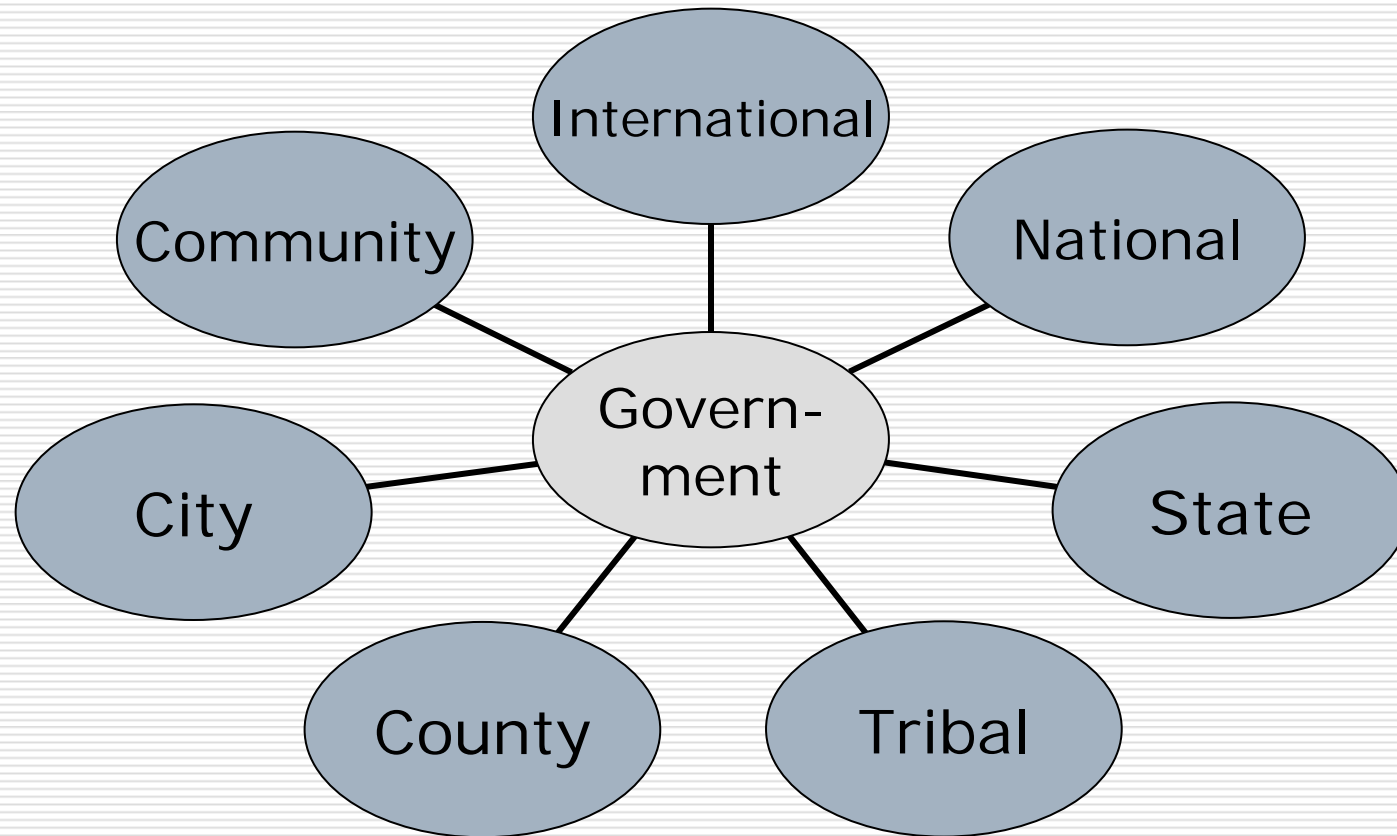 International
Community
National
Govern-
ment
City
State
County
Tribal